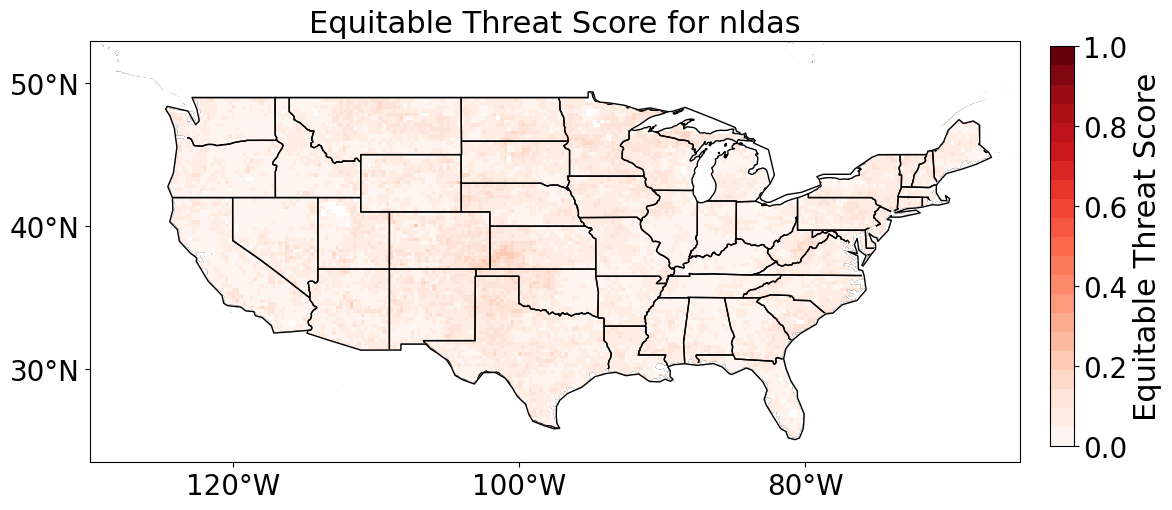 Equitable Threat Score for nldas
50°N
40°N
30°N
120°W
100°W
80°W
1.0
0.8
0.6
0.4
0.2
0.0
Equitable Threat Score